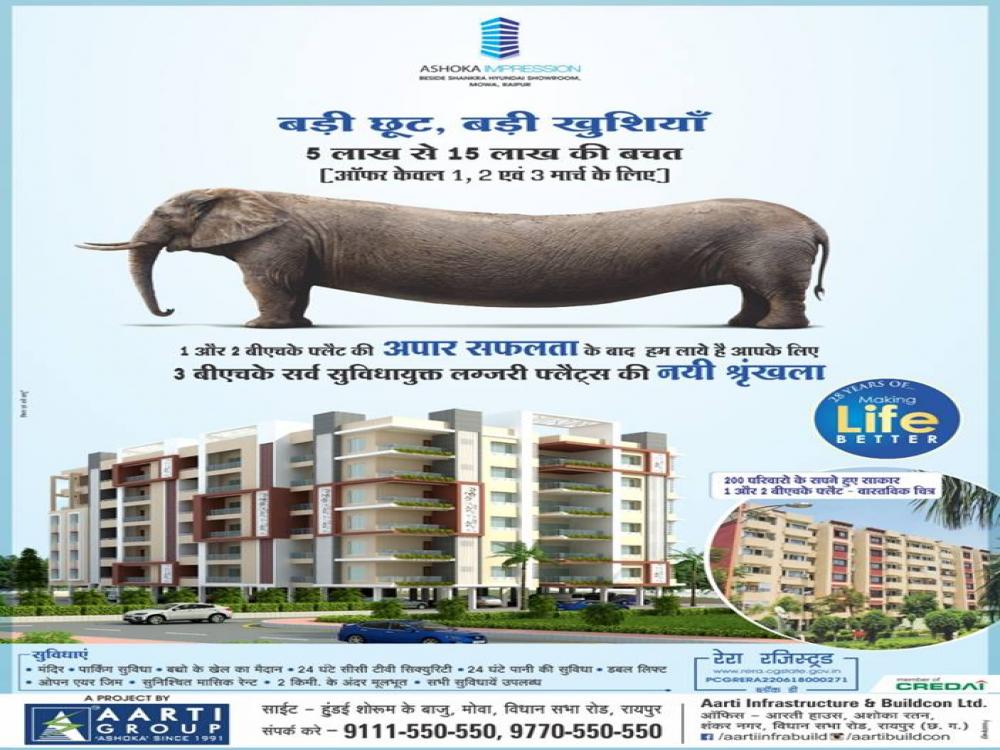 ASHOKA IMPRESSION
BESIDE SHANKRA HYUNDAI SHOWROOM,
MOWA, RAIPUR
बड़ी छूट, बड़ी खुशियाँ
5 लाख से 15 लाख की बचत
[ऑफर केवल 1, 2 एवं 3 मार्च के लिए]
1 और 2 बीएचके फ्लैट की अपार सफलता के बाद हम लाये है आपके लिए
3 बीएचके सर्व सुविधायुक्त लग्जरी फ्लैट्स की नयी श्रृंखला
28 YEARS OF...
Making
Life
BETTER
200 परिवारो के सपने हुए साकार
1 और 2 बीएचके फ्लैट - वास्तविक चित्र
सुविधाएं
• मंदिर • पार्किंग सुविधा • बच्चो के खेल का मैदान • 24 घंटे सीसी टीवी सिक्युरिटी • 24 घंटे पानी की सुविधा • डबल लिफ्ट
• ओपन एयर जिम • सुनिश्चित मासिक रेन्ट • 2 किमी. के अंदर मूलभूत • सभी सुविधायें उपलब्ध
रेरा रजिस्टर्ड
www.rera.cgstate.gov.in
PCGRERA220618000271
ब्लॉक डी
member of
CREDAI
A PROJECT BY
AARTI
GROUP
'ASHOKA' SINCE 1991
साईट - हुंडई शोरूम के बाजु, मोवा, विधान सभा रोड, रायपुर
संपर्क करे - 9111-550-550, 9770-550-550
Aarti Infrastructure & Buildcon Ltd.
ऑफिस - आरती हाउस, अशोका रतन,
शंकर नगर, विधान सभा रोड, रायपुर (छ. ग.)
/aartiinfrabuild /aartibuildcon